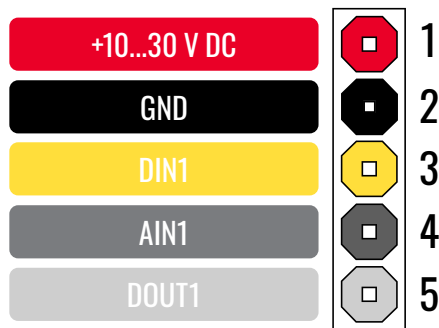 +10...30 V DC 1
GND 2
DIN1 3
AIN1 4
DOUT1 5